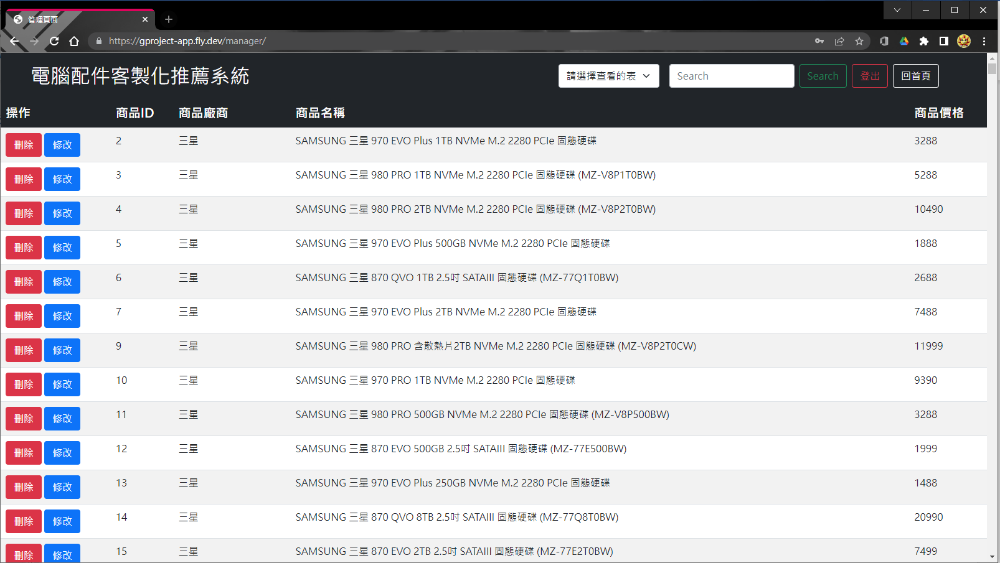 管理頁面
https://gproject-app.fly.dev/manager/
電腦配件客製化推薦系統 請選擇查看的表 Search Search 登出 回首頁
操作 商品ID 商品廠商 商品名稱 商品價格
刪除 修改 2 三星 SAMSUNG 三星 970 EVO Plus 1TB NVMe M.2 2280 PCIe 固態硬碟 3288
刪除 修改 3 三星 SAMSUNG 三星 980 PRO 1TB NVMe M.2 2280 PCIe 固態硬碟 (MZ-V8P1T0BW) 5288
刪除 修改 4 三星 SAMSUNG 三星 980 PRO 2TB NVMe M.2 2280 PCIe 固態硬碟 (MZ-V8P2T0BW) 10490
刪除 修改 5 三星 SAMSUNG 三星 970 EVO Plus 500GB NVMe M.2 2280 PCIe 固態硬碟 1888
刪除 修改 6 三星 SAMSUNG 三星 870 QVO 1TB 2.5吋 SATAIII 固態硬碟 (MZ-77Q1T0BW) 2688
刪除 修改 7 三星 SAMSUNG 三星 970 EVO Plus 2TB NVMe M.2 2280 PCIe 固態硬碟 7488
刪除 修改 9 三星 SAMSUNG 三星 980 PRO 含散熱片2TB NVMe M.2 2280 PCIe 固態硬碟 (MZ-V8P2T0CW) 11999
刪除 修改 10 三星 SAMSUNG 三星 970 PRO 1TB NVMe M.2 2280 PCIe 固態硬碟 9390
刪除 修改 11 三星 SAMSUNG 三星 980 PRO 500GB NVMe M.2 2280 PCIe 固態硬碟 (MZ-V8P500BW) 3288
刪除 修改 12 三星 SAMSUNG 三星 870 EVO 500GB 2.5吋 SATAIII 固態硬碟 (MZ-77E500BW) 1999
刪除 修改 13 三星 SAMSUNG 三星 970 EVO Plus 250GB NVMe M.2 2280 PCIe 固態硬碟 1488
刪除 修改 14 三星 SAMSUNG 三星 870 QVO 8TB 2.5吋 SATAIII 固態硬碟 (MZ-77Q8T0BW) 20990
刪除 修改 15 三星 SAMSUNG 三星 870 EVO 2TB 2.5吋 SATAIII 固態硬碟 (MZ-77E2T0BW) 7499